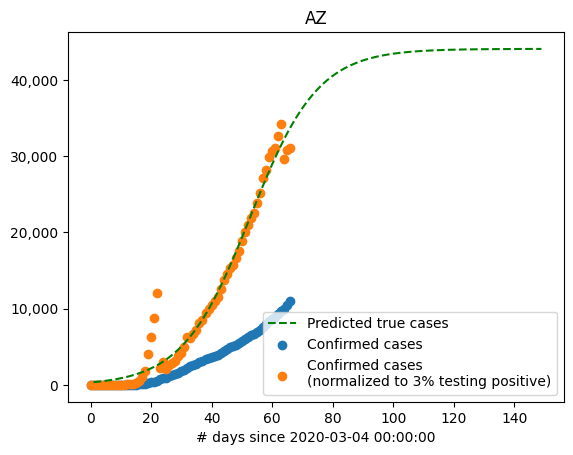 AZ
40,000
30,000
20,000
10,000
0
Predicted true cases
Confirmed cases
Confirmed cases
(normalized to 3% testing positive)
0 20 40 60 80 100 120 140
# days since 2020-03-04 00:00:00